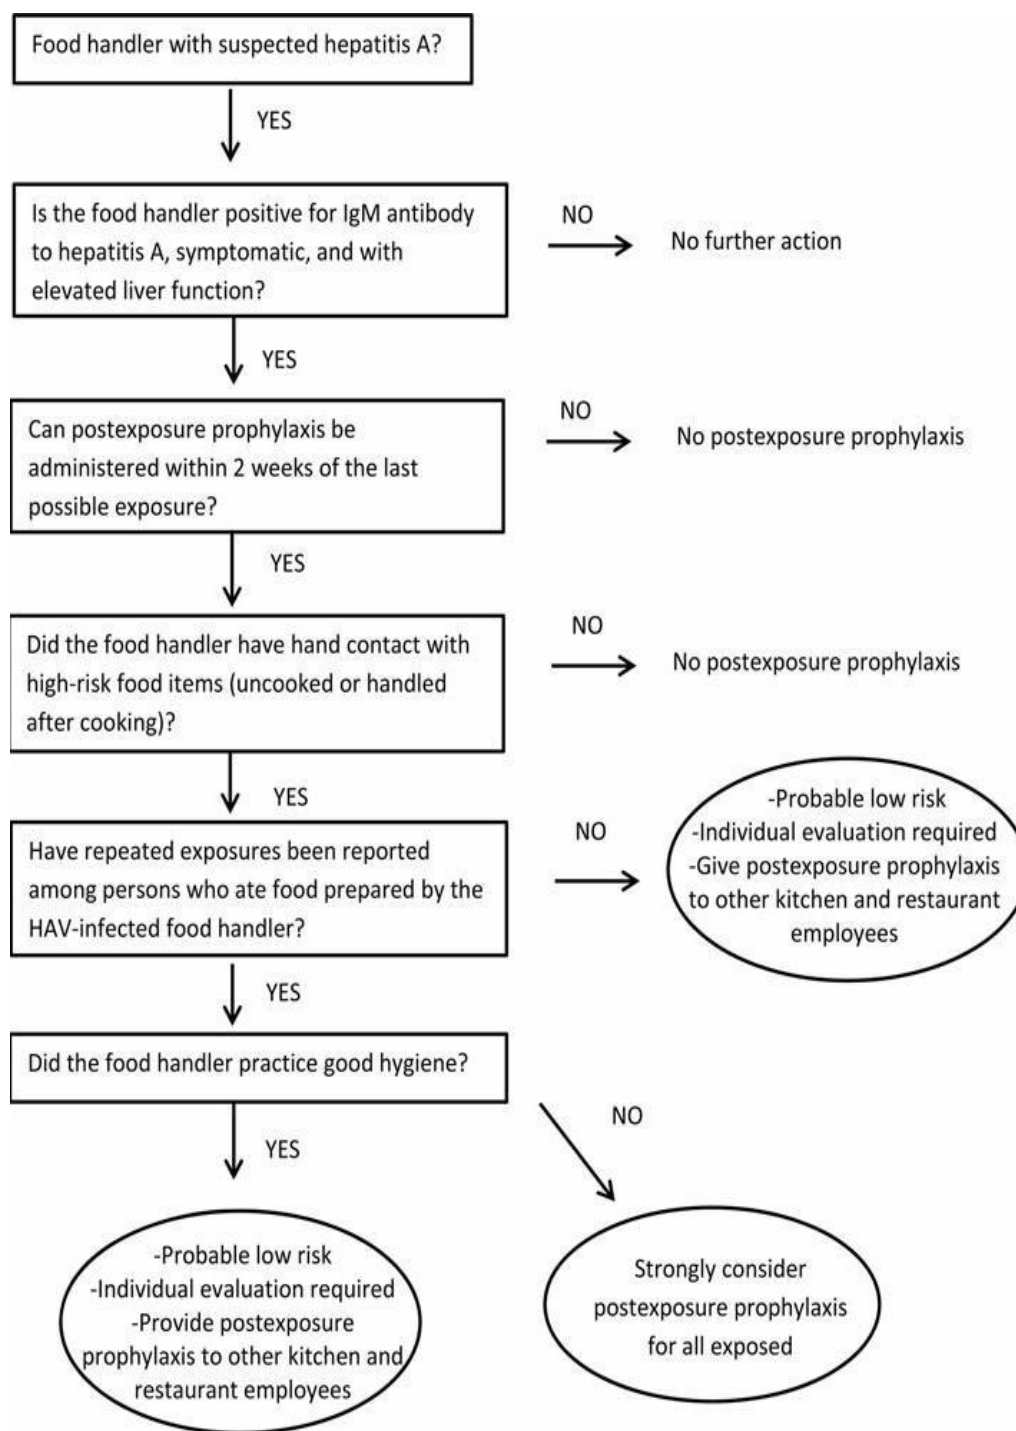 Food handler with suspected hepatitis A?
YES
Is the food handler positive for IgM antibody
to hepatitis A, symptomatic, and with
elevated liver function?
NO
No further action
YES
Can postexposure prophylaxis be
administered within 2 weeks of the last
possible exposure?
NO
No postexposure prophylaxis
YES
Did the food handler have hand contact with
high-risk food items (uncooked or handled
after cooking)?
NO
No postexposure prophylaxis
YES
Have repeated exposures been reported
among persons who ate food prepared by the
HAV-infected food handler?
NO
-Probable low risk
-Individual evaluation required
-Give postexposure prophylaxis
to other kitchen and restaurant
employees
YES
Did the food handler practice good hygiene?
YES
NO
-Probable low risk
-Individual evaluation required
-Provide postexposure
prophylaxis to other kitchen and
restaurant employees
Strongly consider
postexposure prophylaxis
for all exposed